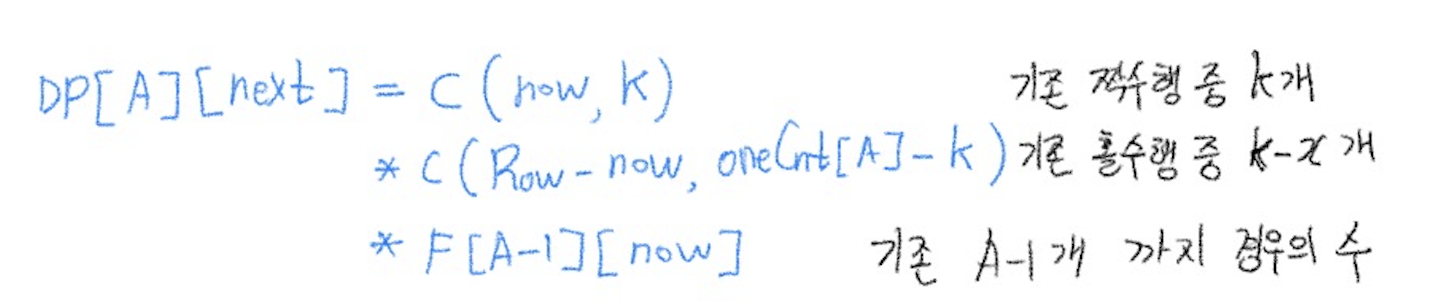 DP[A][next] = C(now, K) 기존 짝수행 중 k개
* C(Row-now, oneCnt[A]-k) 기존 홀수행 중 k-x개
* F[A-1][now] 기존 A-1개 까지 경우의 수